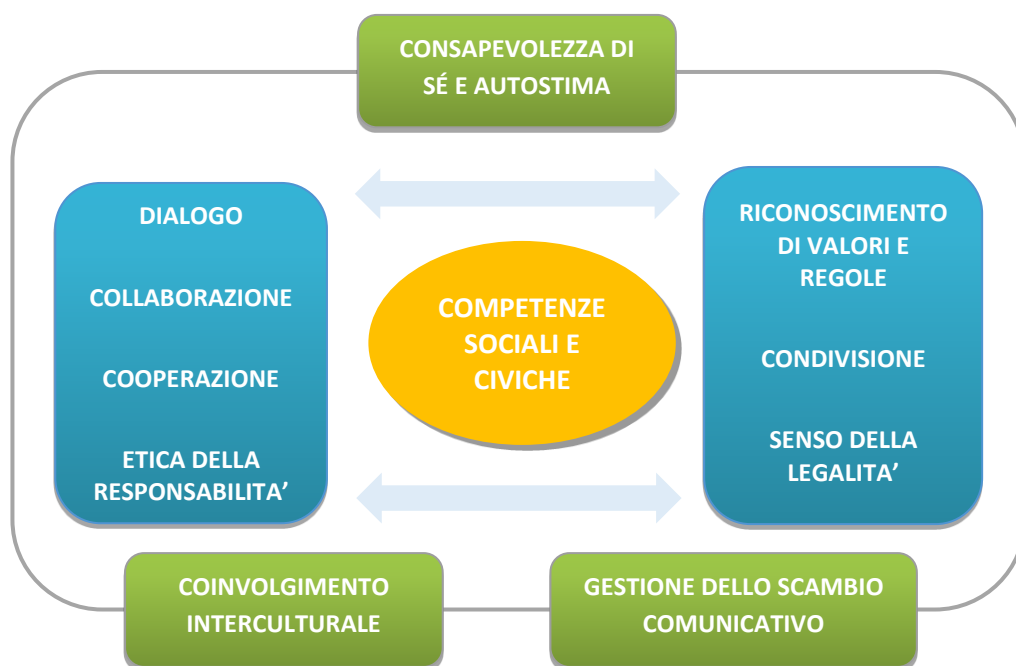 CONSAPEVOLEZZA DI
SÉ E AUTOSTIMA
DIALOGO
COLLABORAZIONE
COOPERAZIONE
ETICA DELLA
RESPONSABILITA’
COMPETENZE
SOCIALI E
CIVICHE
RICONOSCIMENTO
DI VALORI E
REGOLE
CONDIVISIONE
SENSO DELLA
LEGALITA’
COINVOLGIMENTO
INTERCULTURALE
GESTIONE DELLO SCAMBIO
COMUNICATIVO